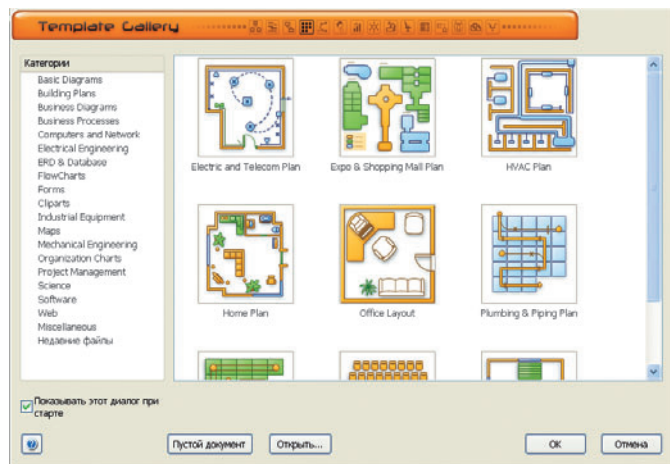 Template Gallery
Категории
Basic Diagrams
Building Plans
Business Diagrams
Business Processes
Computers and Network
Electrical Engineering
ERD & Database
FlowCharts
Forms
Cliparts
Industrial Equipment
Maps
Mechanical Engineering
Organization Charts
Project Management
Science
Software
Web
Miscellaneous
Недавние файлы
Electric and Telecom Plan
Expo & Shopping Mall Plan
HVAC Plan
Home Plan
Office Layout
Plumbing & Piping Plan
Показывать этот диалог при
старте
Пустой документ
Открыть...
OK
Отмена